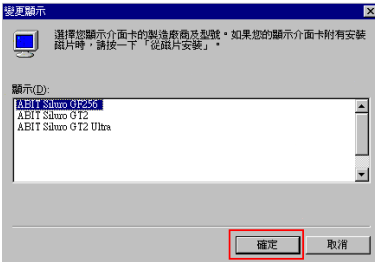 變更顯示
選擇您顯示介面卡的製造廠商及型號。如果您的顯示介面卡附有安裝
磁片時，請按一下「從磁片安裝」。
顯示(D):
ABIT Siluro GF256
ABIT Siluro GT2
ABIT Siluro GT2 Ultra
確定
取消